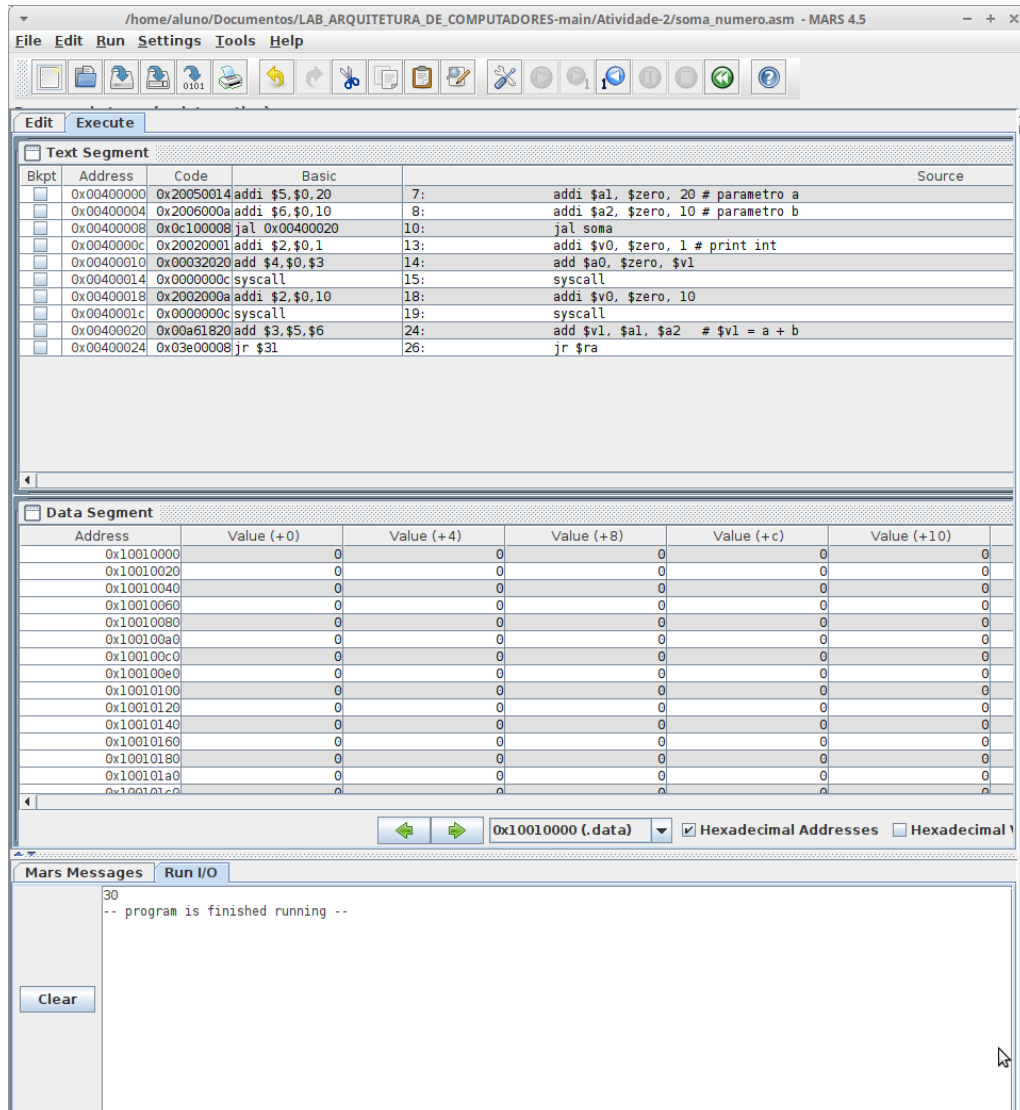 /home/aluno/Documentos/LAB_ARQUITETURA_DE_COMPUTADORES-main/Atividade-2/soma_numero.asm - MARS 4.5
File Edit Run Settings Tools Help
Edit Execute
Text Segment
Bkpt Address Code Basic Source
0x00400000 0x20050014 addi $5,$0,20 7: addi $a1, $zero, 20 # parametro a
0x00400004 0x2006000a addi $6,$0,10 8: addi $a2, $zero, 10 # parametro b
0x00400008 0x0c100008 jal 0x00400020 10: jal soma
0x0040000c 0x20020001 addi $2,$0,1 13: addi $v0, $zero, 1 # print int
0x00400010 0x00032020 add $4,$0,$3 14: add $a0, $zero, $v1
0x00400014 0x0000000c syscall 15: syscall
0x00400018 0x2002000a addi $2,$0,10 18: addi $v0, $zero, 10
0x0040001c 0x0000000c syscall 19: syscall
0x00400020 0x00a61820 add $3,$5,$6 24: add $v1, $a1, $a2 # $v1 = a + b
0x00400024 0x03e00008 jr $31 26: jr $ra
Data Segment
Address Value (+0) Value (+4) Value (+8) Value (+c) Value (+10)
0x10010000 0 0 0 0 0
0x10010020 0 0 0 0 0
0x10010040 0 0 0 0 0
0x10010060 0 0 0 0 0
0x10010080 0 0 0 0 0
0x100100a0 0 0 0 0 0
0x100100c0 0 0 0 0 0
0x100100e0 0 0 0 0 0
0x10010100 0 0 0 0 0
0x10010120 0 0 0 0 0
0x10010140 0 0 0 0 0
0x10010160 0 0 0 0 0
0x10010180 0 0 0 0 0
0x100101a0 0 0 0 0 0
0x100101c0 0 0 0 0 0
0x10010000 (.data) Hexadecimal Addresses Hexadecimal
Mars Messages Run I/O
30
-- program is finished running --
Clear